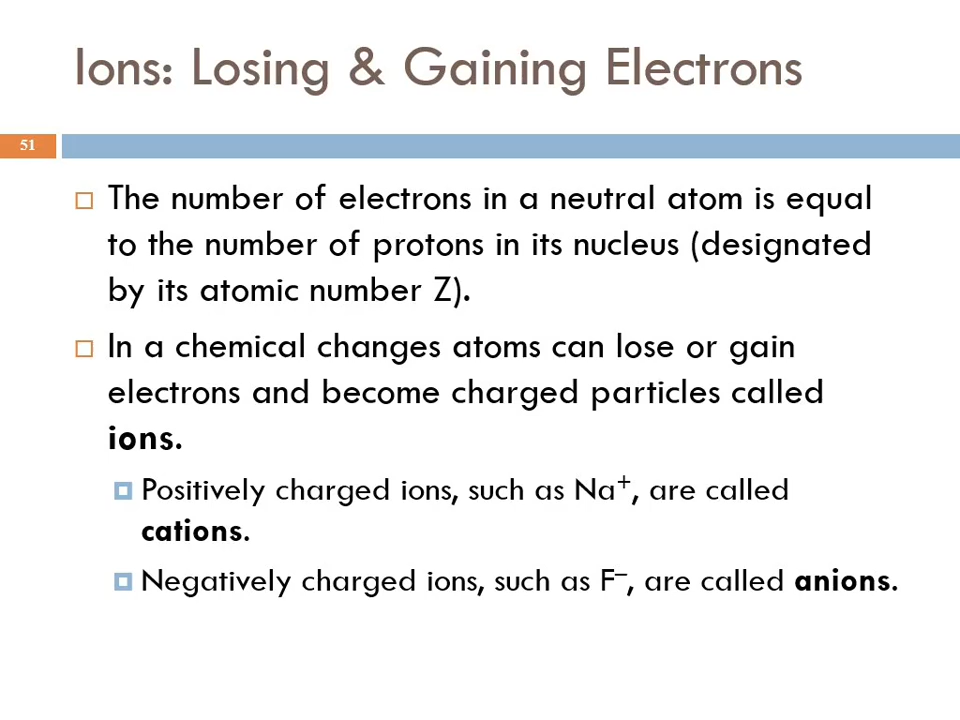 Ions: Losing & Gaining Electrons
51
The number of electrons in a neutral atom is equal
to the number of protons in its nucleus (designated
by its atomic number Z).
In a chemical changes atoms can lose or gain
electrons and become charged particles called
ions.
Positively charged ions, such as Na⁺, are called
cations.
Negatively charged ions, such as F⁻, are called anions.